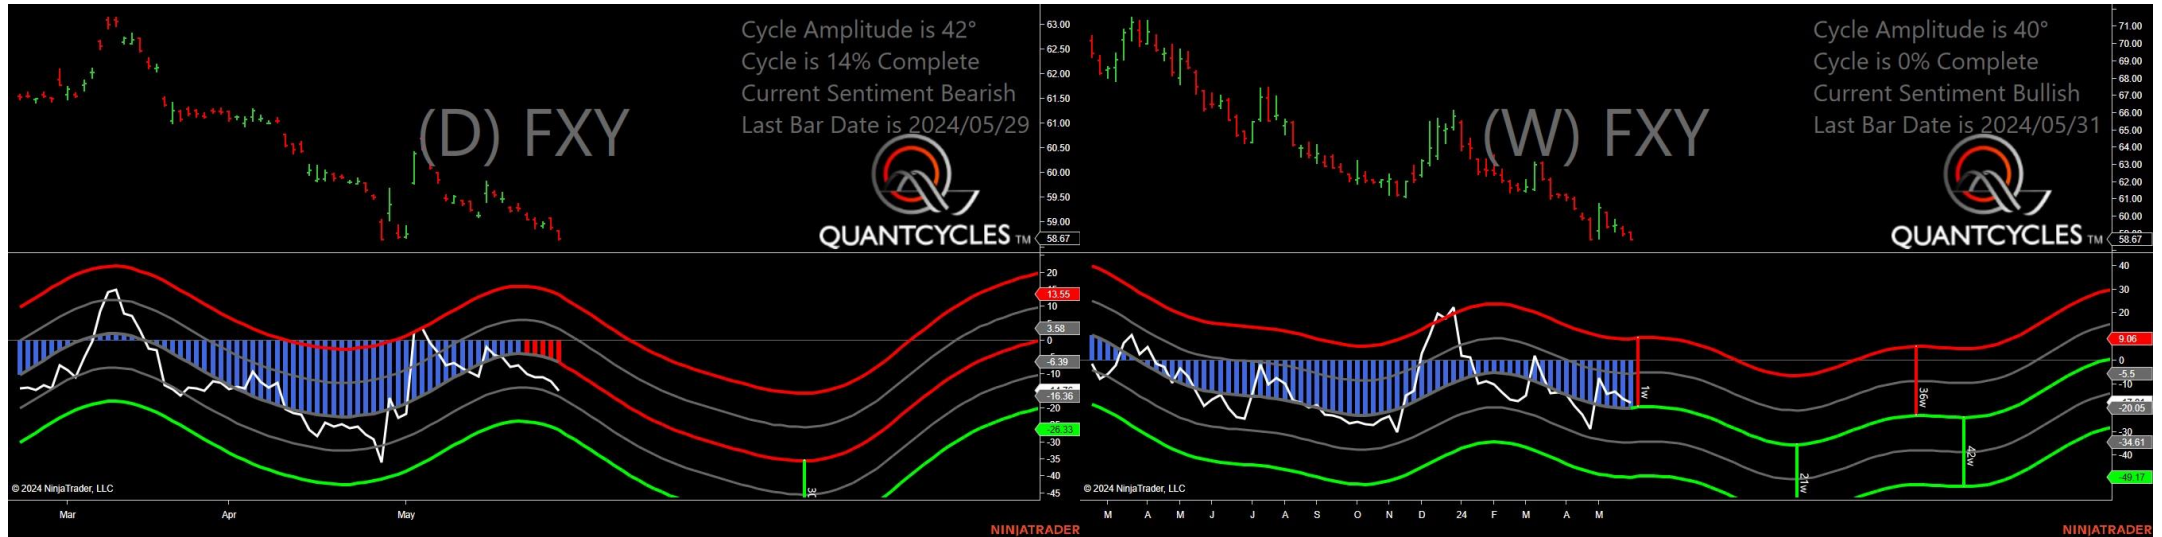 Cycle Amplitude is 42°
Cycle is 14% Complete
Current Sentiment Bearish
Last Bar Date is 2024/05/29
(D) FXY
QUANTCYCLES TM
63.00
62.50
62.00
61.50
61.00
60.50
60.00
59.50
59.00
58.67
20
13.55
10
3.58
0
-6.39
-10
-16.36
-20
-26.33
-30
-35
-40
-45
© 2024 NinjaTrader, LLC
Mar
Apr
May
NINJATRADER
Cycle Amplitude is 40°
Cycle is 0% Complete
Current Sentiment Bullish
Last Bar Date is 2024/05/31
(W) FXY
QUANTCYCLES TM
71.00
70.00
69.00
68.00
67.00
66.00
65.00
64.00
63.00
62.00
61.00
60.00
58.67
40
30
20
9.06
0
-5.5
-10
-20.05
-30
-34.61
-40
-49.17
1w
21w
36w
42w
© 2024 NinjaTrader, LLC
M
A
M
J
J
A
S
O
N
D
24
F
M
A
M
NINJATRADER